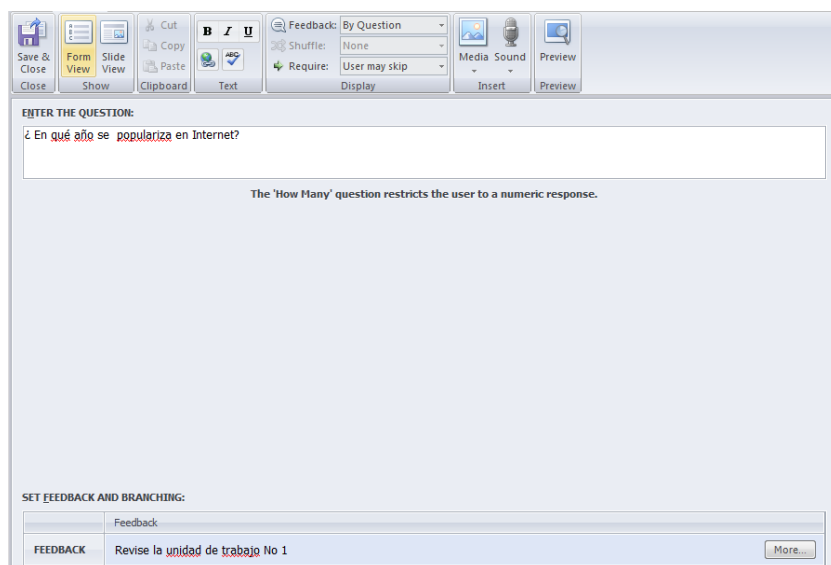 Save & Close
Form View
Slide View
Cut
Copy
Paste
B I U
ABC
Feedback: By Question
Shuffle: None
Require: User may skip
Media
Sound
Preview
Close
Show
Clipboard
Text
Display
Insert
Preview
ENTER THE QUESTION:
¿ En qué año se populariza en Internet?
The 'How Many' question restricts the user to a numeric response.
SET FEEDBACK AND BRANCHING:
Feedback
FEEDBACK
Revise la unidad de trabajo No 1
More...